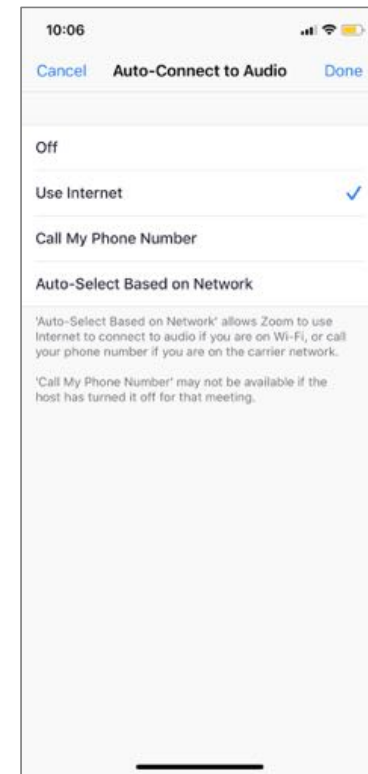 10:06
Cancel Auto-Connect to Audio Done
Off
Use Internet
Call My Phone Number
Auto-Select Based on Network
'Auto-Select Based on Network' allows Zoom to use
Internet to connect to audio if you are on Wi-Fi, or call
your phone number if you are on the carrier network.
'Call My Phone Number' may not be available if the
host has turned it off for that meeting.